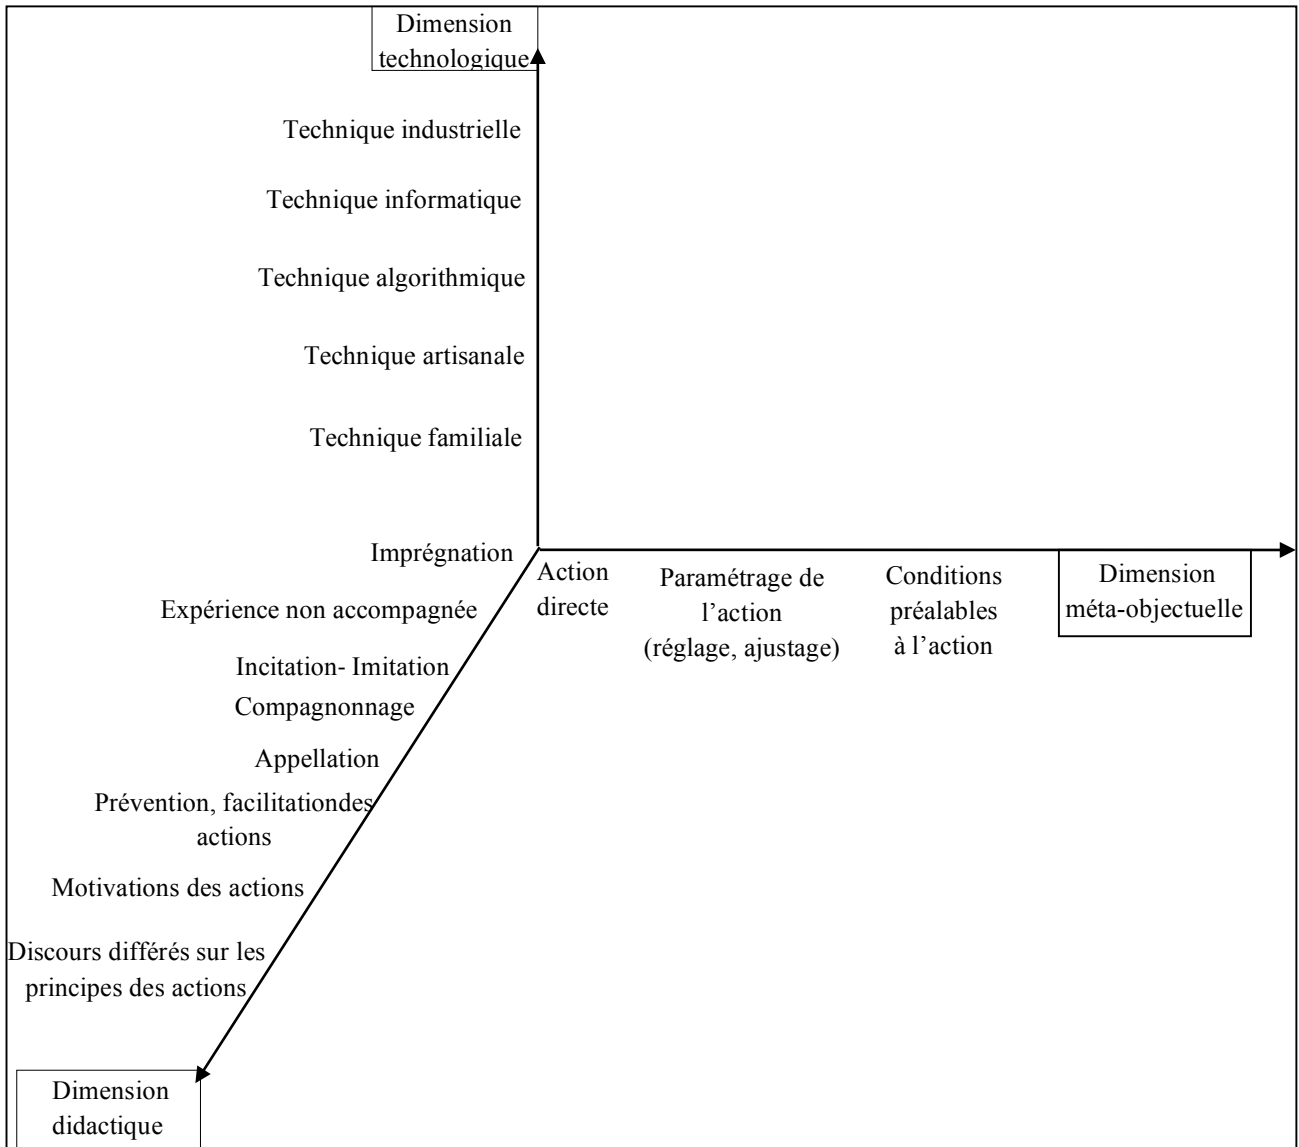 Dimension
technologique
Technique industrielle
Technique informatique
Technique algorithmique
Technique artisanale
Technique familiale
Imprégnation
Action
directe
Paramétrage de
l’action
(réglage, ajustage)
Conditions
préalables
à l’action
Dimension
méta-objectuelle
Expérience non accompagnée
Incitation- Imitation
Compagnonnage
Appellation
Prévention, facilitationdes
actions
Motivations des actions
Discours différés sur les
principes des actions
Dimension
didactique